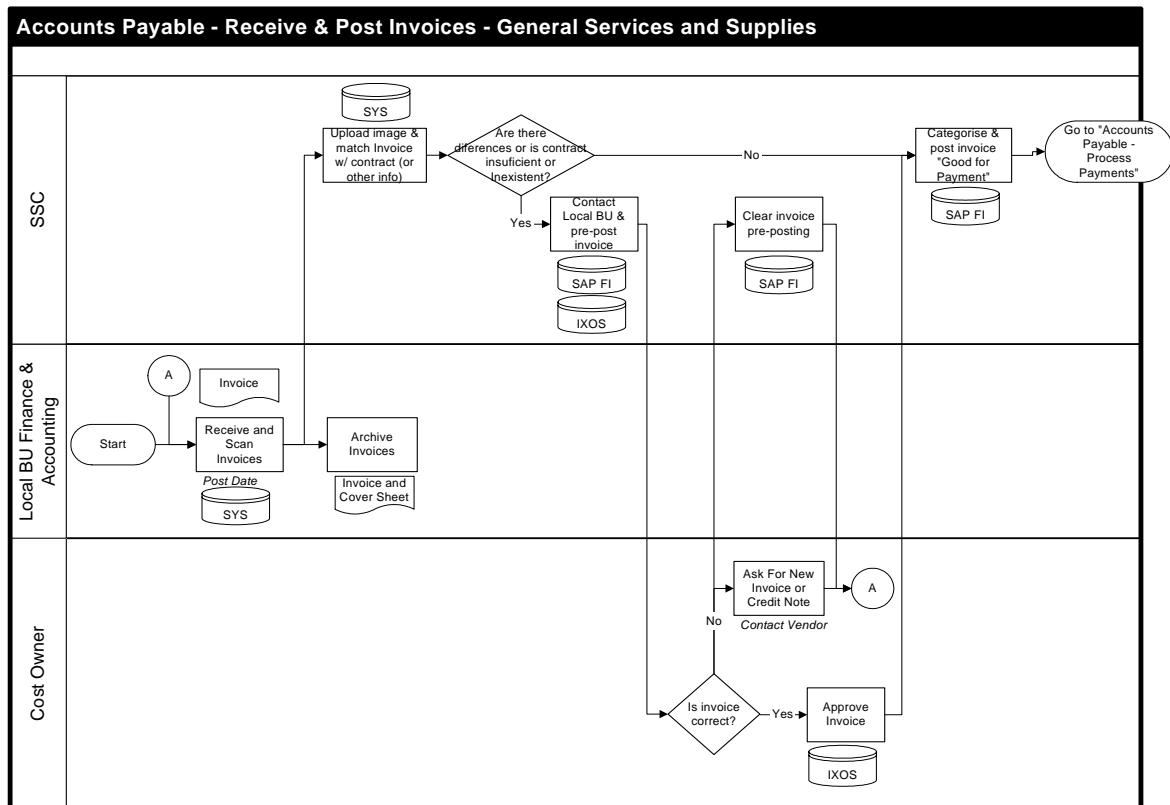 Accounts Payable - Receive & Post Invoices - General Services and Supplies
SSC
SYS
Upload image &
match Invoice
w/ contract (or
other info)
Are there
diferences or is contract
insuficient or
Inexistent?
No
Categorise &
post invoice
"Good for
Payment"
SAP FI
Go to "Accounts
Payable -
Process
Payments"
Yes
Contact
Local BU &
pre-post
invoice
SAP FI
IXOS
Clear invoice
pre-posting
SAP FI
Local BU Finance &
Accounting
A
Invoice
Start
Receive and
Scan
Invoices
Post Date
SYS
Archive
Invoices
Invoice and
Cover Sheet
Cost Owner
Ask For New
Invoice or
Credit Note
Contact Vendor
A
No
Is invoice
correct?
Yes
Approve
Invoice
IXOS